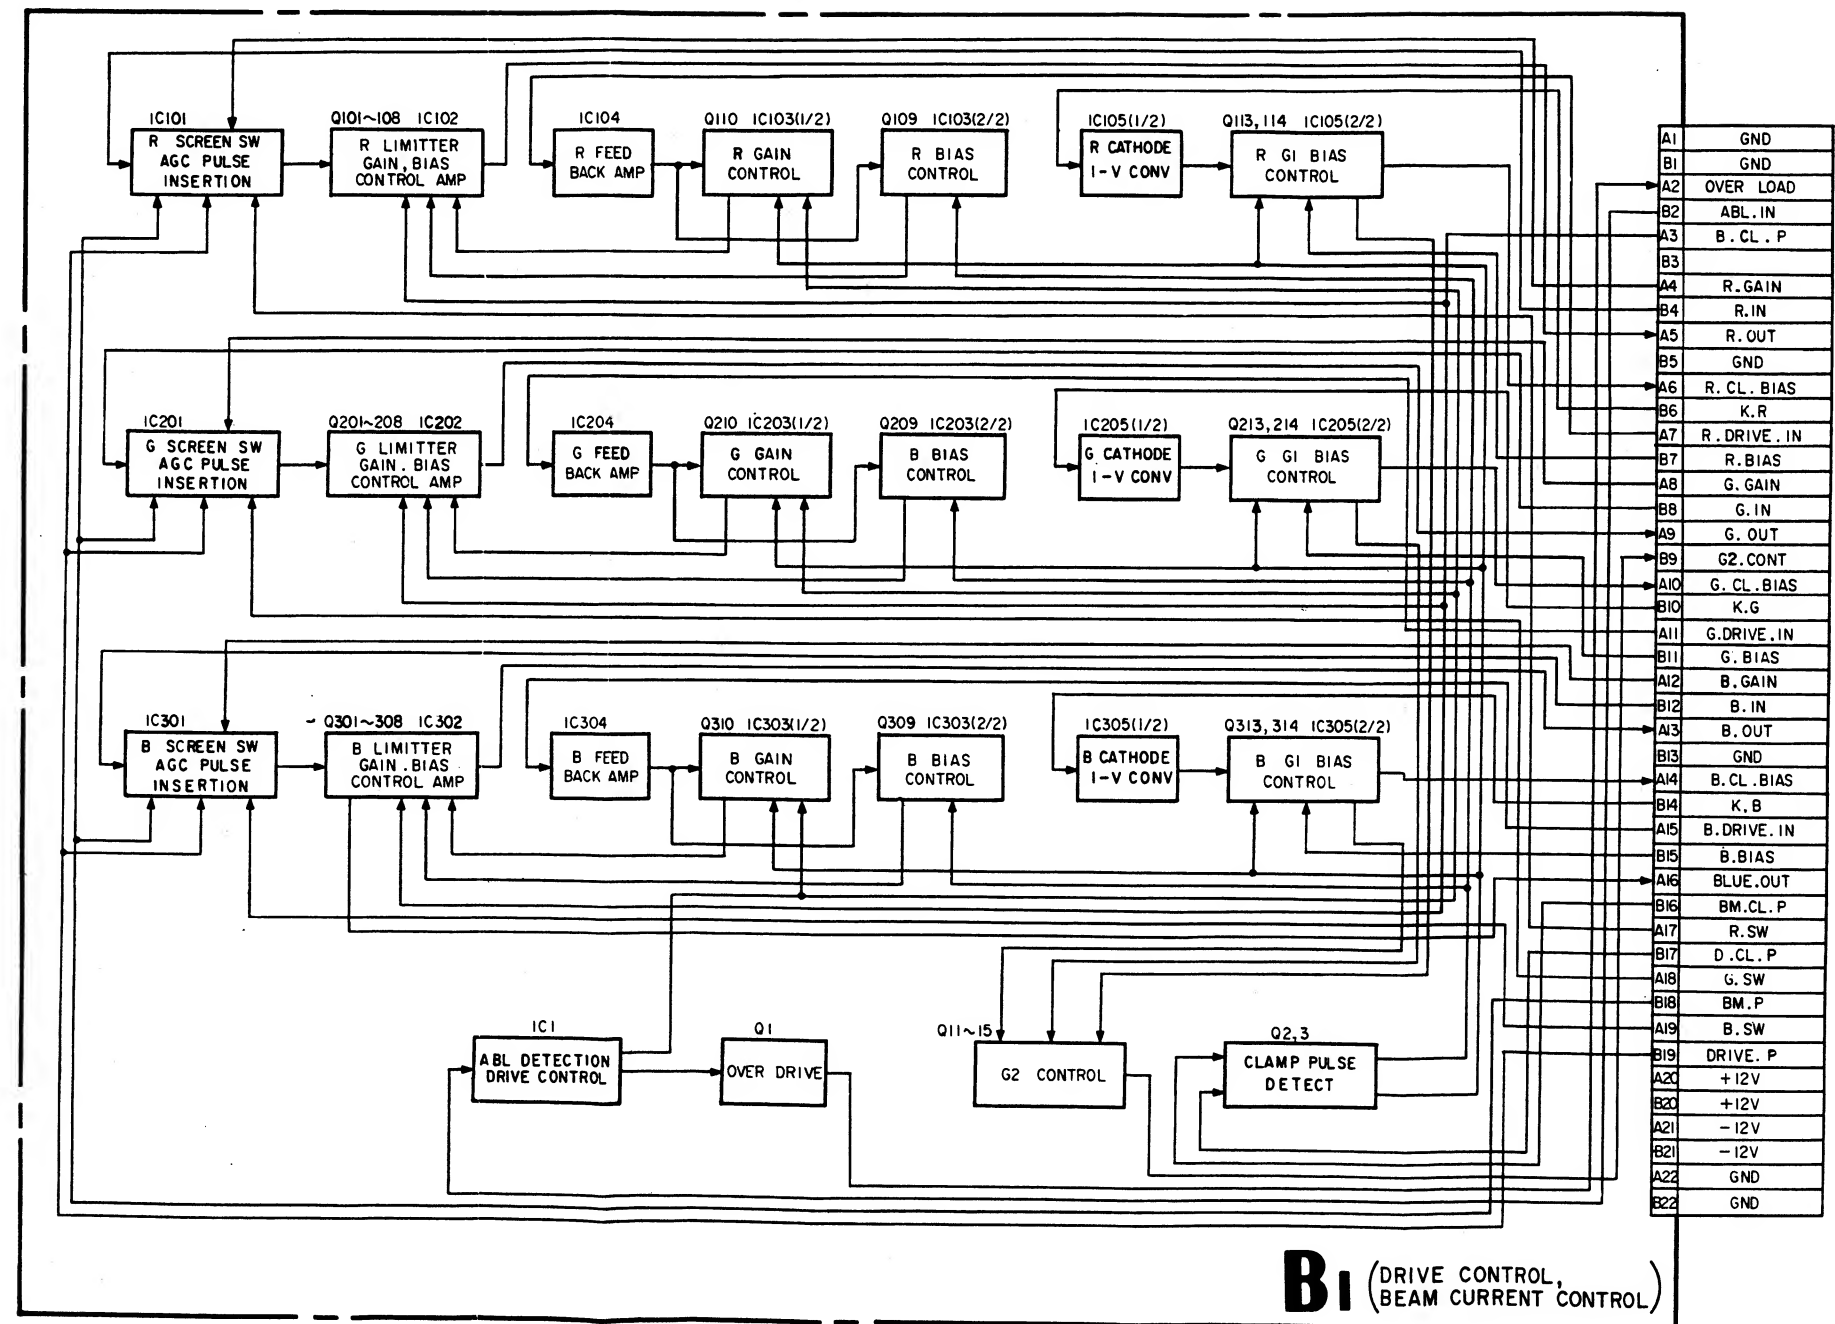 IC101
R SCREEN SW
AGC PULSE
INSERTION
Q101~108 IC102
R LIMITTER
GAIN, BIAS
CONTROL AMP
IC104
R FEED
BACK AMP
Q110 IC103(1/2)
R GAIN
CONTROL
Q109 IC103(2/2)
R BIAS
CONTROL
IC105(1/2)
R CATHODE
I-V CONV
Q113,114 IC105(2/2)
R G1 BIAS
CONTROL
IC201
G SCREEN SW
AGC PULSE
INSERTION
Q201~208 IC202
G LIMITTER
GAIN. BIAS
CONTROL AMP
IC204
G FEED
BACK AMP
Q210 IC203(1/2)
G GAIN
CONTROL
Q209 IC203(2/2)
B BIAS
CONTROL
IC205(1/2)
G CATHODE
I-V CONV
Q213,214 IC205(2/2)
G G1 BIAS
CONTROL
IC301
B SCREEN SW
AGC PULSE
INSERTION
Q301~308 IC302
B LIMITTER
GAIN.BIAS
CONTROL AMP
IC304
B FEED
BACK AMP
Q310 IC303(1/2)
B GAIN
CONTROL
Q309 IC303(2/2)
B BIAS
CONTROL
IC305(1/2)
B CATHODE
I-V CONV
Q313,314 IC305(2/2)
B G1 BIAS
CONTROL
IC1
ABL DETECTION
DRIVE CONTROL
Q1
OVER DRIVE
Q11~15
G2 CONTROL
Q2,3
CLAMP PULSE
DETECT
A1 GND
B1 GND
A2 OVER LOAD
B2 ABL.IN
A3 B.CL.P
B3
A4 R.GAIN
B4 R.IN
A5 R.OUT
B5 GND
A6 R.CL.BIAS
B6 K.R
A7 R.DRIVE.IN
B7 R.BIAS
A8 G.GAIN
B8 G.IN
A9 G.OUT
B9 G2.CONT
A10 G.CL.BIAS
B10 K.G
A11 G.DRIVE.IN
B11 G.BIAS
A12 B.GAIN
B12 B.IN
A13 B.OUT
B13 GND
A14 B.CL.BIAS
B14 K.B
A15 B.DRIVE.IN
B15 B.BIAS
A16 BLUE.OUT
B16 BM.CL.P
A17 R.SW
B17 D.CL.P
A18 G.SW
B18 BM.P
A19 B.SW
B19 DRIVE.P
A20 +12V
B20 +12V
A21 -12V
B21 -12V
A22 GND
B22 GND
B1 (DRIVE CONTROL,
BEAM CURRENT CONTROL)